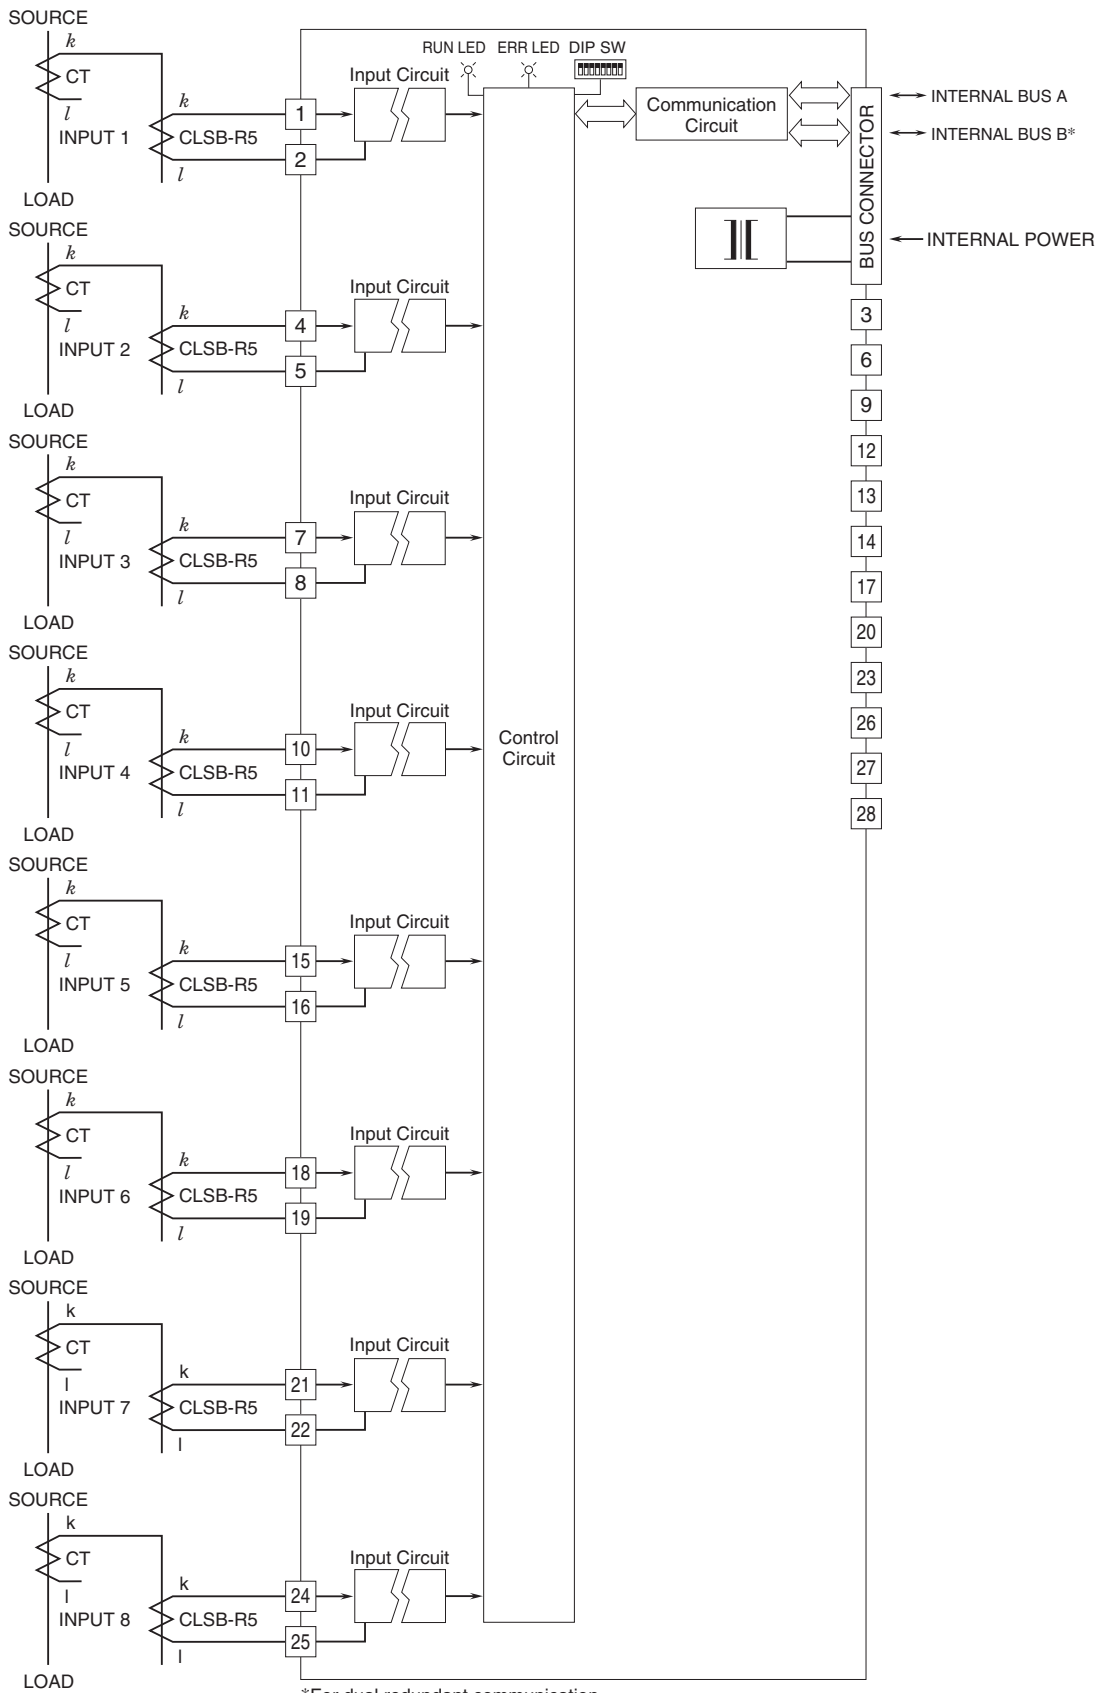 SOURCE
k
CT
l
INPUT 1
k
CLSB-R5
l
LOAD
1
2
Input Circuit
RUN LED
ERR LED
DIP SW
Communication
Circuit
BUS CONNECTOR
INTERNAL BUS A
INTERNAL BUS B*
INTERNAL POWER
SOURCE
k
CT
l
INPUT 2
k
CLSB-R5
l
LOAD
4
5
Input Circuit
3
6
9
12
13
14
17
20
23
26
27
28
SOURCE
k
CT
l
INPUT 3
k
CLSB-R5
l
LOAD
7
8
Input Circuit
SOURCE
k
CT
l
INPUT 4
k
CLSB-R5
l
LOAD
10
11
Input Circuit
Control
Circuit
SOURCE
k
CT
l
INPUT 5
k
CLSB-R5
l
LOAD
15
16
Input Circuit
SOURCE
k
CT
l
INPUT 6
k
CLSB-R5
l
LOAD
18
19
Input Circuit
SOURCE
k
CT
l
INPUT 7
k
CLSB-R5
l
LOAD
21
22
Input Circuit
SOURCE
k
CT
l
INPUT 8
k
CLSB-R5
l
LOAD
24
25
Input Circuit
*For dual redundant communication